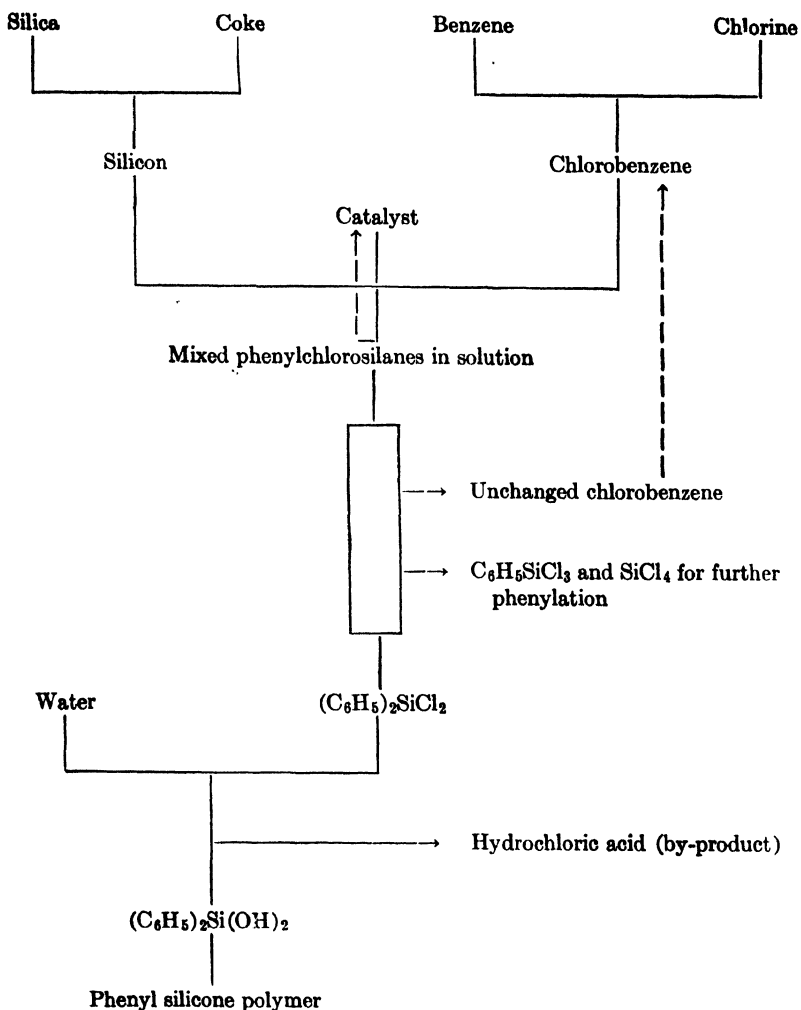 Silica Coke Benzene Chlorine
Silicon Chlorobenzene
Catalyst
Mixed phenylchlorosilanes in solution
Unchanged chlorobenzene
C₆H₅SiCl₃ and SiCl₄ for further
phenylation
Water (C₆H₅)₂SiCl₂
Hydrochloric acid (by-product)
(C₆H₅)₂Si(OH)₂
Phenyl silicone polymer